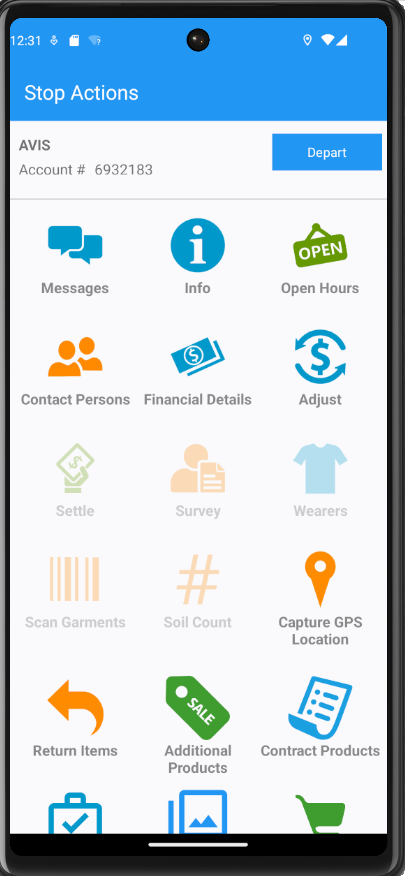 12:31
Stop Actions
AVIS
Account # 6932183
Depart
Messages
Info
OPEN
Open Hours
Contact Persons
Financial Details
Adjust
Settle
Survey
Wearers
Scan Garments
Soil Count
Capture GPS
Location
Return Items
SALE
Additional
Products
Contract Products